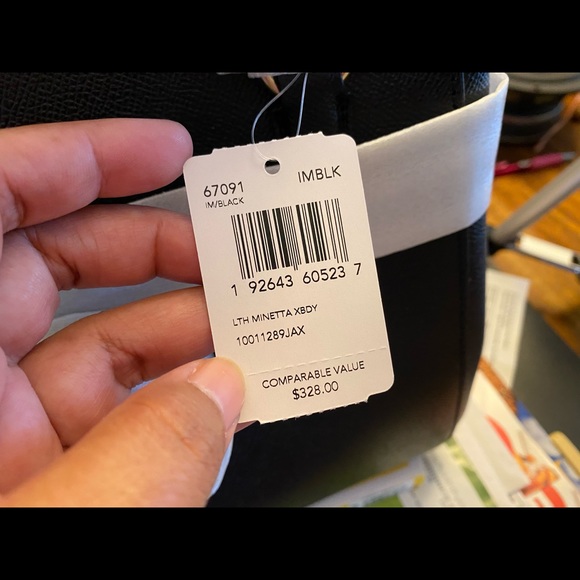 67091 IMBLK
IM/BLACK
1 92643 60523 7
LTH MINETTA XBDY
10011289JAX
COMPARABLE VALUE
$328.00